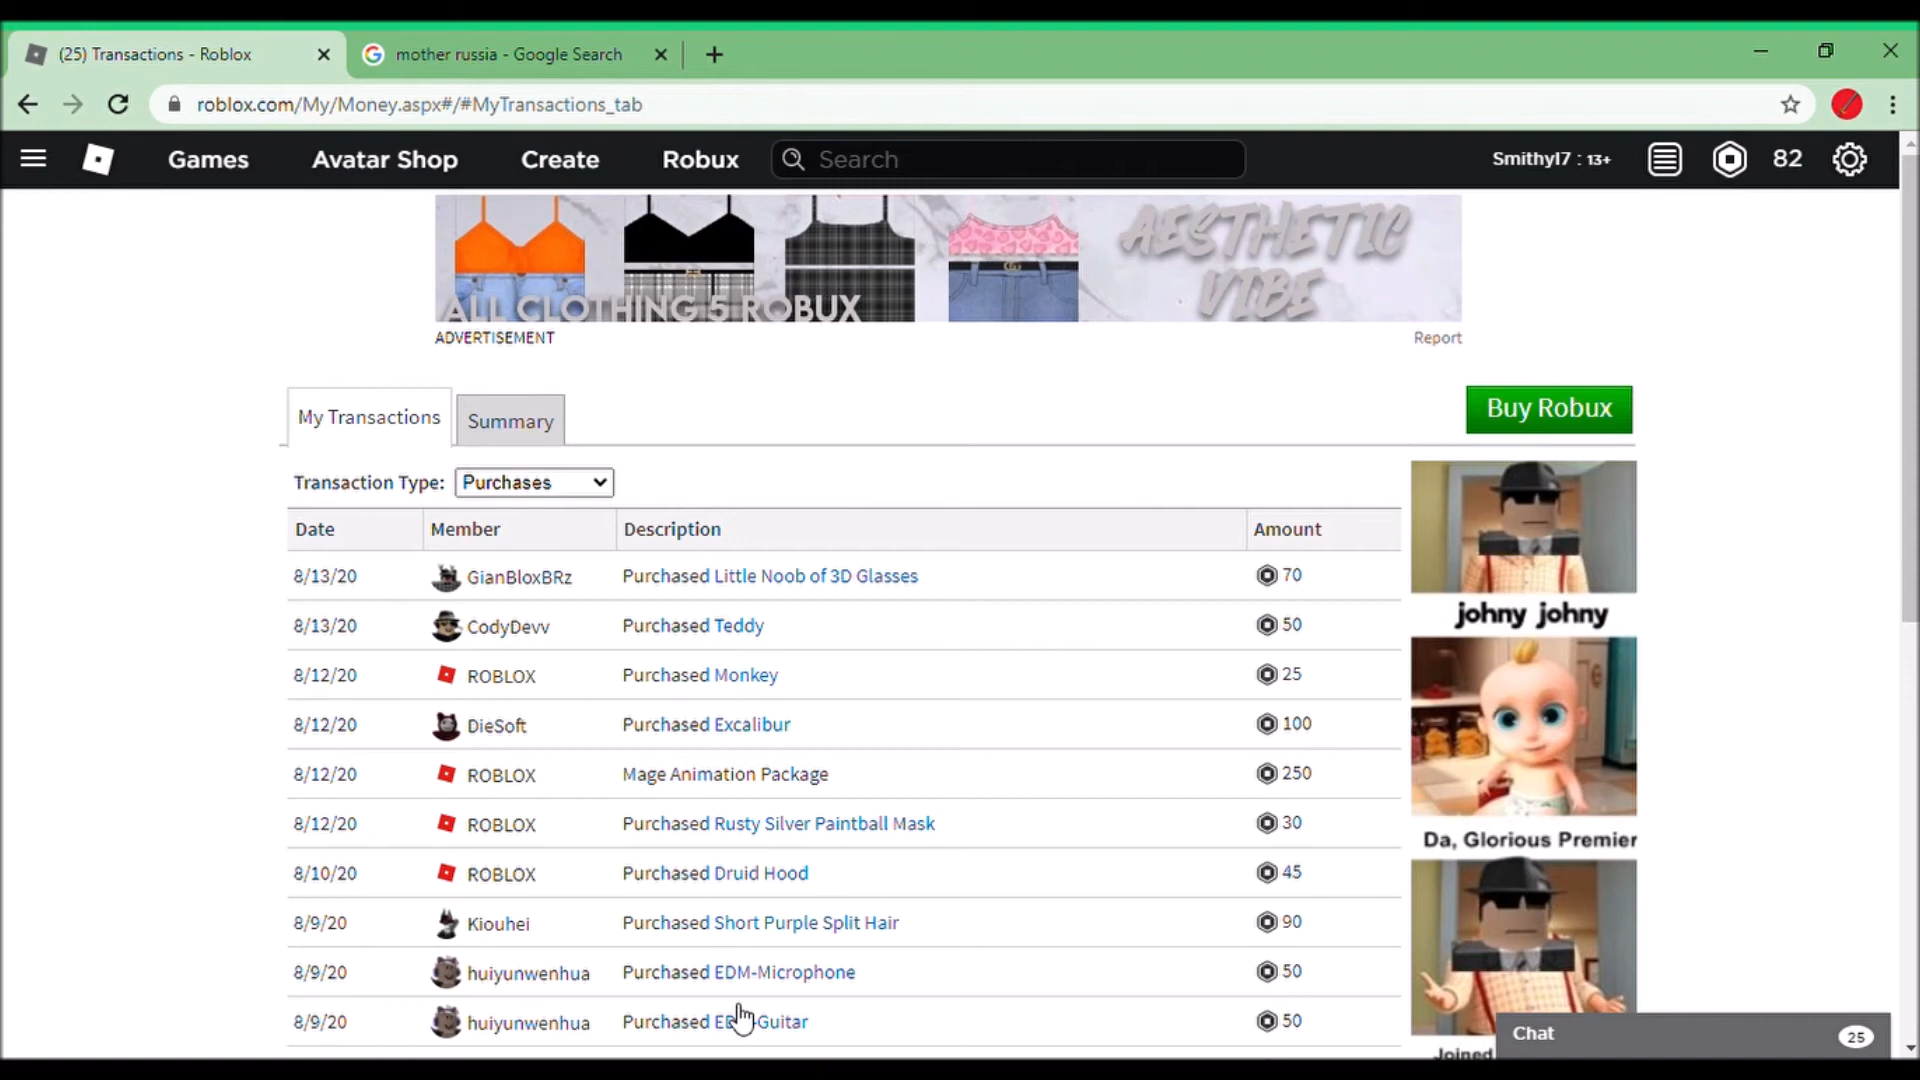 (25) Transactions - Roblox
mother russia - Google Search
roblox.com/My/Money.aspx#/#MyTransactions_tab
Games Avatar Shop Create Robux Search Smithyl7 : 13+ 82
ALL CLOTHING 5 ROBUX
AESTHETIC
VIBE
ADVERTISEMENT Report
My Transactions Summary Buy Robux
Transaction Type: Purchases
Date Member Description Amount
8/13/20 GianBloxBRz Purchased Little Noob of 3D Glasses 70
8/13/20 CodyDevv Purchased Teddy 50
8/12/20 ROBLOX Purchased Monkey 25
8/12/20 DieSoft Purchased Excalibur 100
8/12/20 ROBLOX Mage Animation Package 250
8/12/20 ROBLOX Purchased Rusty Silver Paintball Mask 30
8/10/20 ROBLOX Purchased Druid Hood 45
8/9/20 Kiouhei Purchased Short Purple Split Hair 90
8/9/20 huiyunwenhua Purchased EDM-Microphone 50
8/9/20 huiyunwenhua Purchased Guitar 50
johny johny
Da, Glorious Premier
Joined
Chat 25